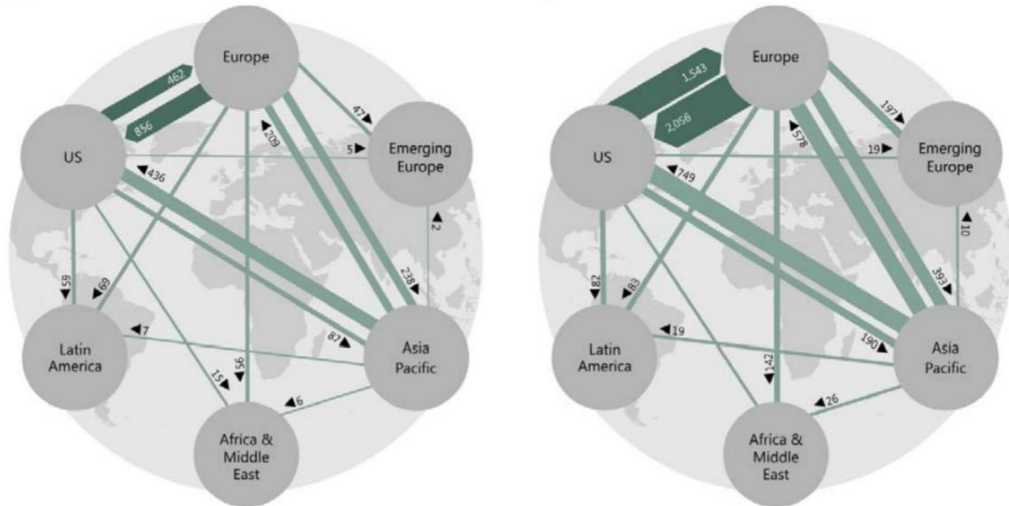 Europe
462
856
47
US
5
Emerging
Europe
436
209
2
59
69
238
87
7
15
56
6
Latin
America
Asia
Pacific
Africa &
Middle
East
Europe
1,543
2,056
197
US
19
Emerging
Europe
749
578
10
82
83
393
190
19
142
26
Latin
America
Asia
Pacific
Africa &
Middle
East